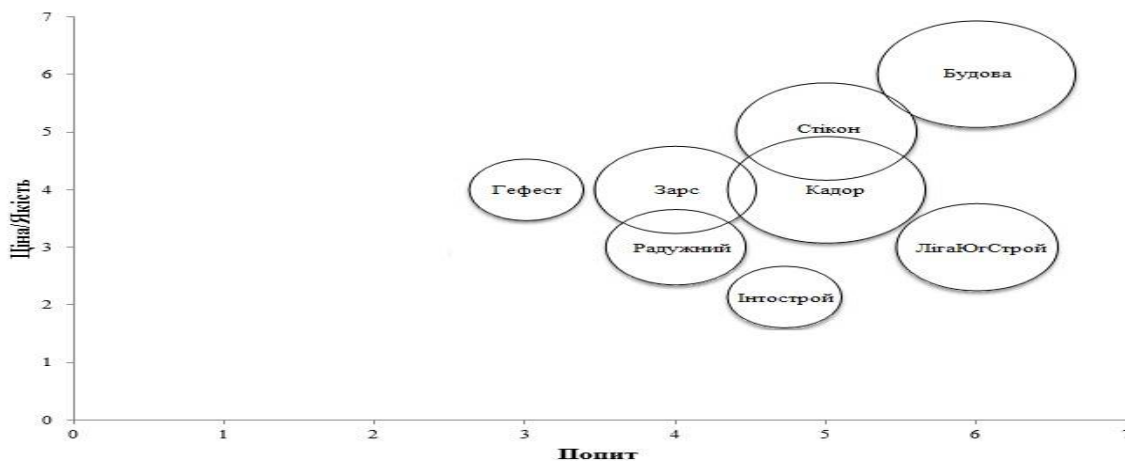 7
6
5
4
3
2
1
0
Ціна/Якість
Будова
Стікон
Гефест
Зарс
Кадор
Радужний
ЛігаЮгСтрой
Інтострой
0 1 2 3 4 5 6 7
Попит